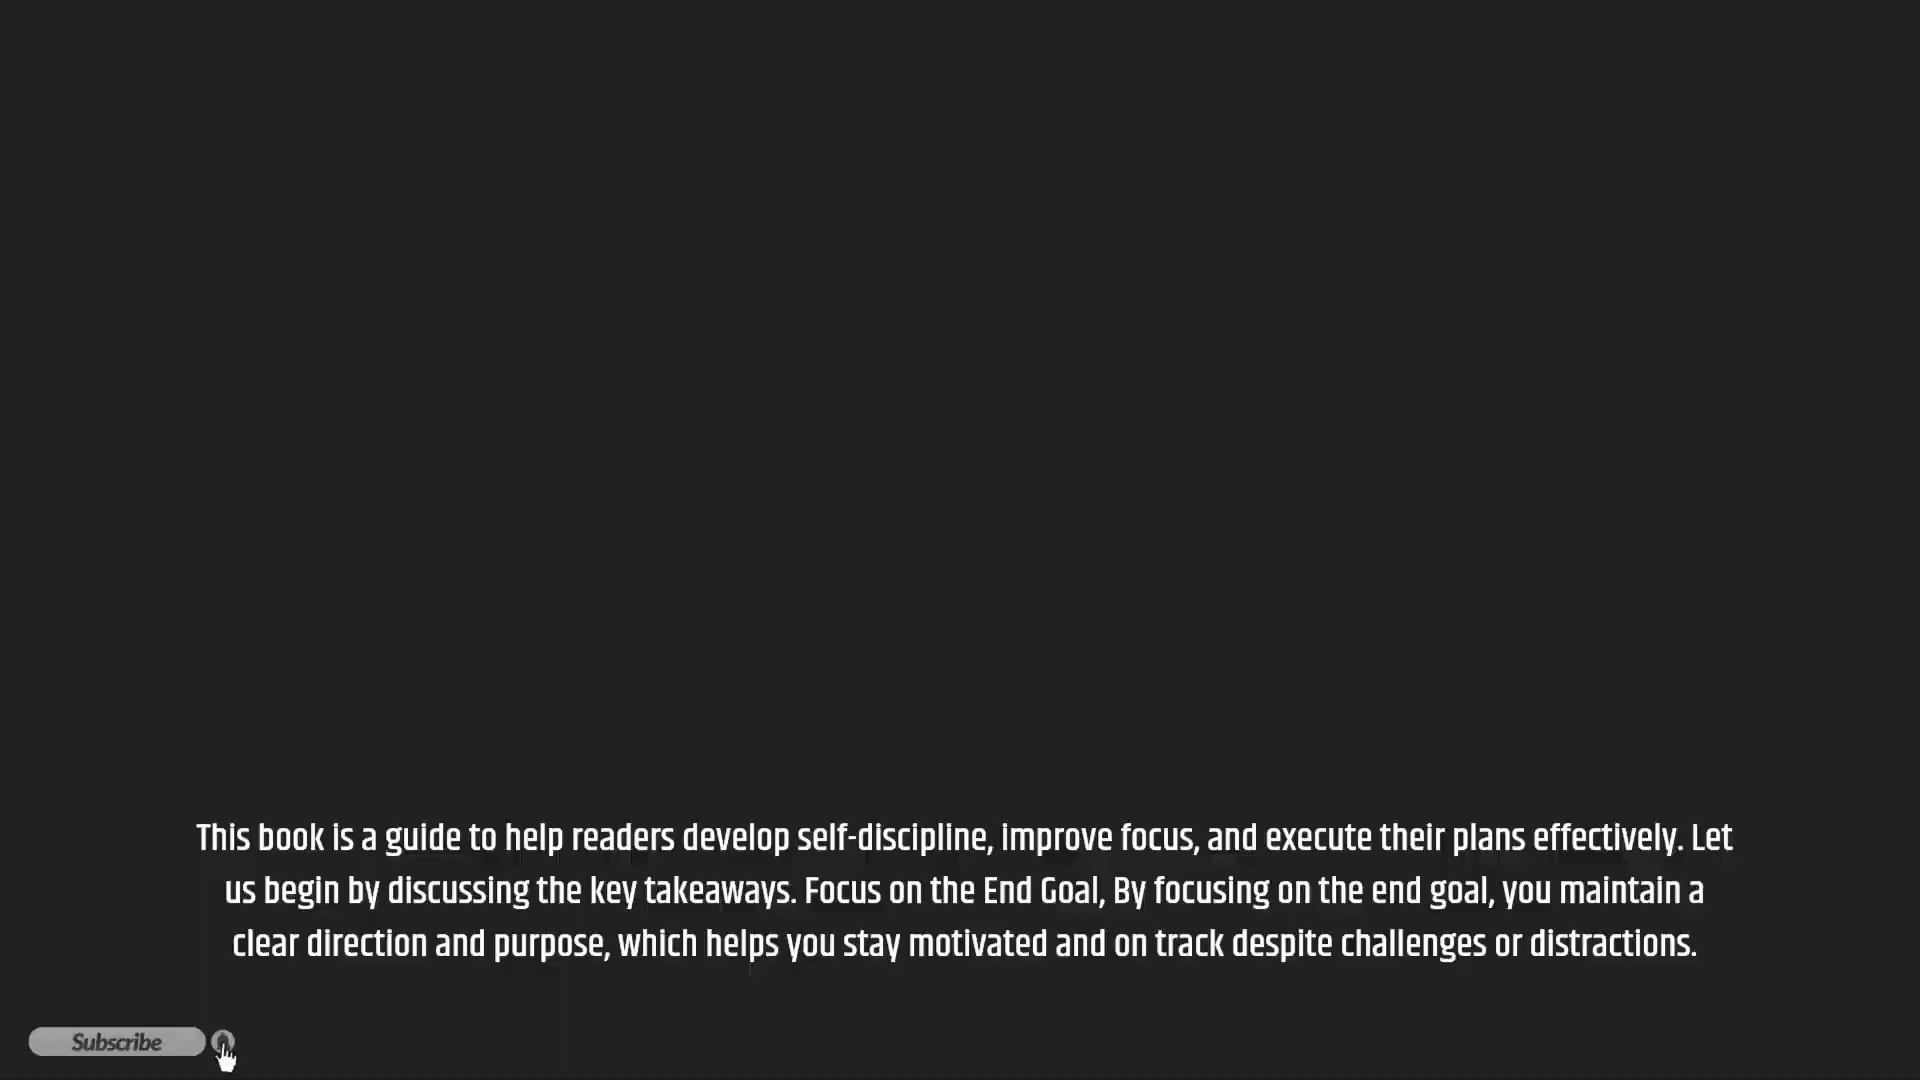 This book is a guide to help readers develop self-discipline, improve focus, and execute their plans effectively. Let
us begin by discussing the key takeaways. Focus on the End Goal, By focusing on the end goal, you maintain a
clear direction and purpose, which helps you stay motivated and on track despite challenges or distractions.
Subscribe